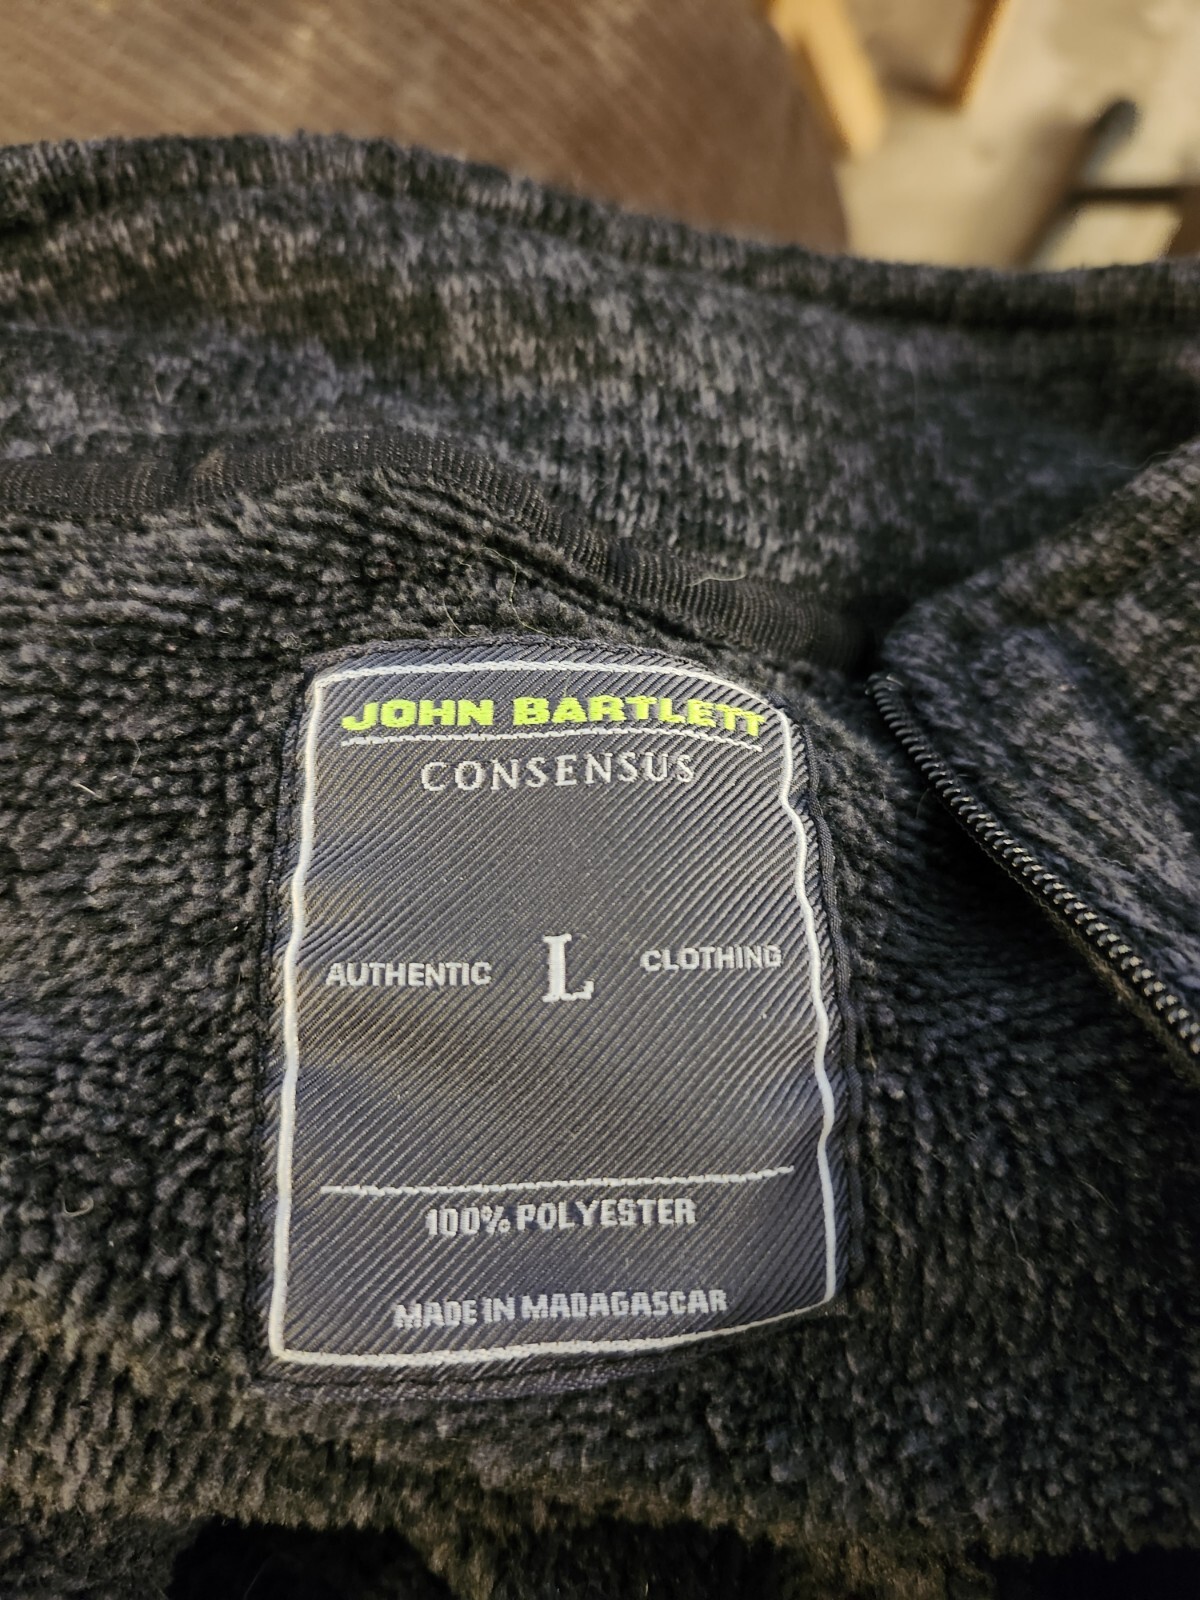 JOHN BARTLETT
CONSENSUS
AUTHENTIC L CLOTHING
100% POLYESTER
MADE IN MADAGASCAR